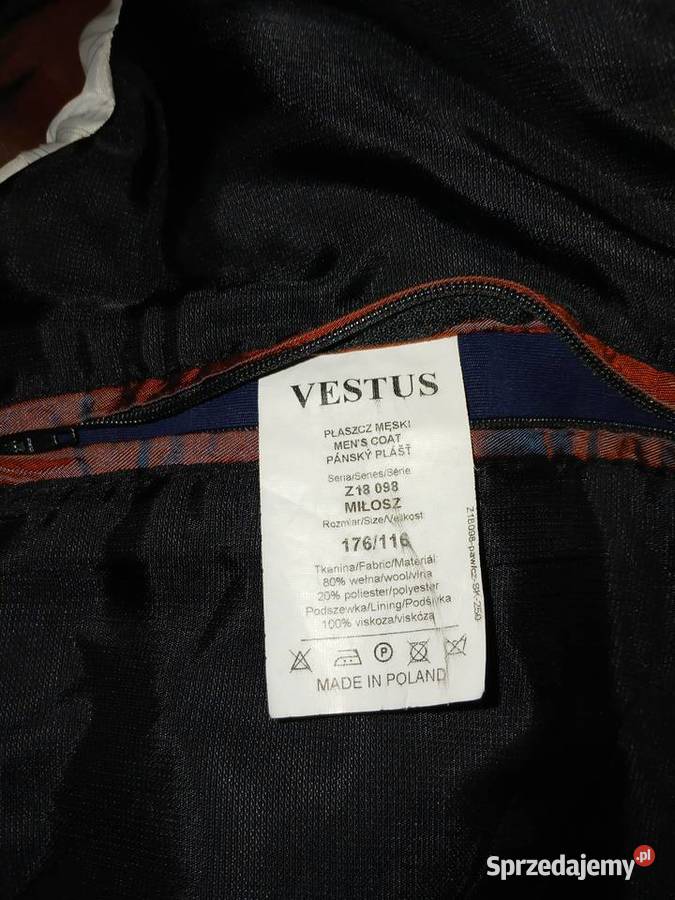 VESTUS
PŁASZCZ MĘSKI
MEN'S COAT
PÁNSKÝ PLÁŠŤ
Seria/Series/Série
Z18 098
MIŁOSZ
Rozmiar/Size/Velikost
176/116
Tkanina/Fabric/Materiál
80% wełna/wool/vlna
20% poliester/polyester
Podszewka/Lining/Podšívka
100% viskoza/viskóza
P
MADE IN POLAND
Sprzedajemy.pl